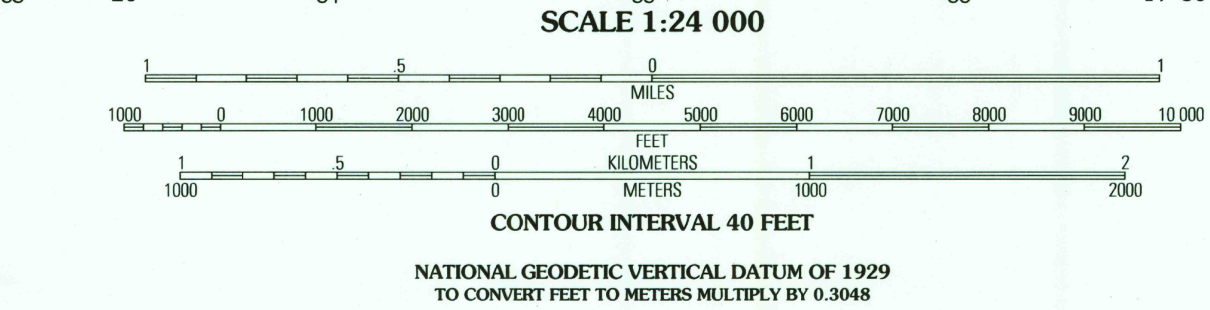 SCALE 1:24 000
1 .5 0 1
MILES
1000 0 1000 2000 3000 4000 5000 6000 7000 8000 9000 10 000
FEET
1 .5 0 KILOMETERS 1 2
1000 0 METERS 1000 2000
CONTOUR INTERVAL 40 FEET
NATIONAL GEODETIC VERTICAL DATUM OF 1929
TO CONVERT FEET TO METERS MULTIPLY BY 0.3048